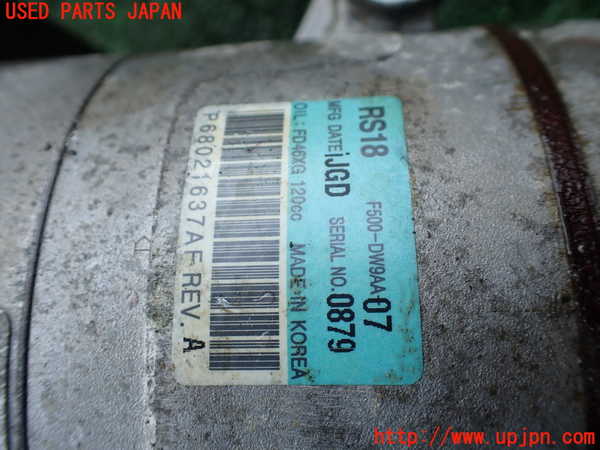 USED PARTS JAPAN
RS18 F500-DW9AA-07
MFG DATE iJGD SERIAL NO. 0879
OIL: FD46XG 120cc MADE IN KOREA
P68021637AF REV. A
http://www.upjpn.com/